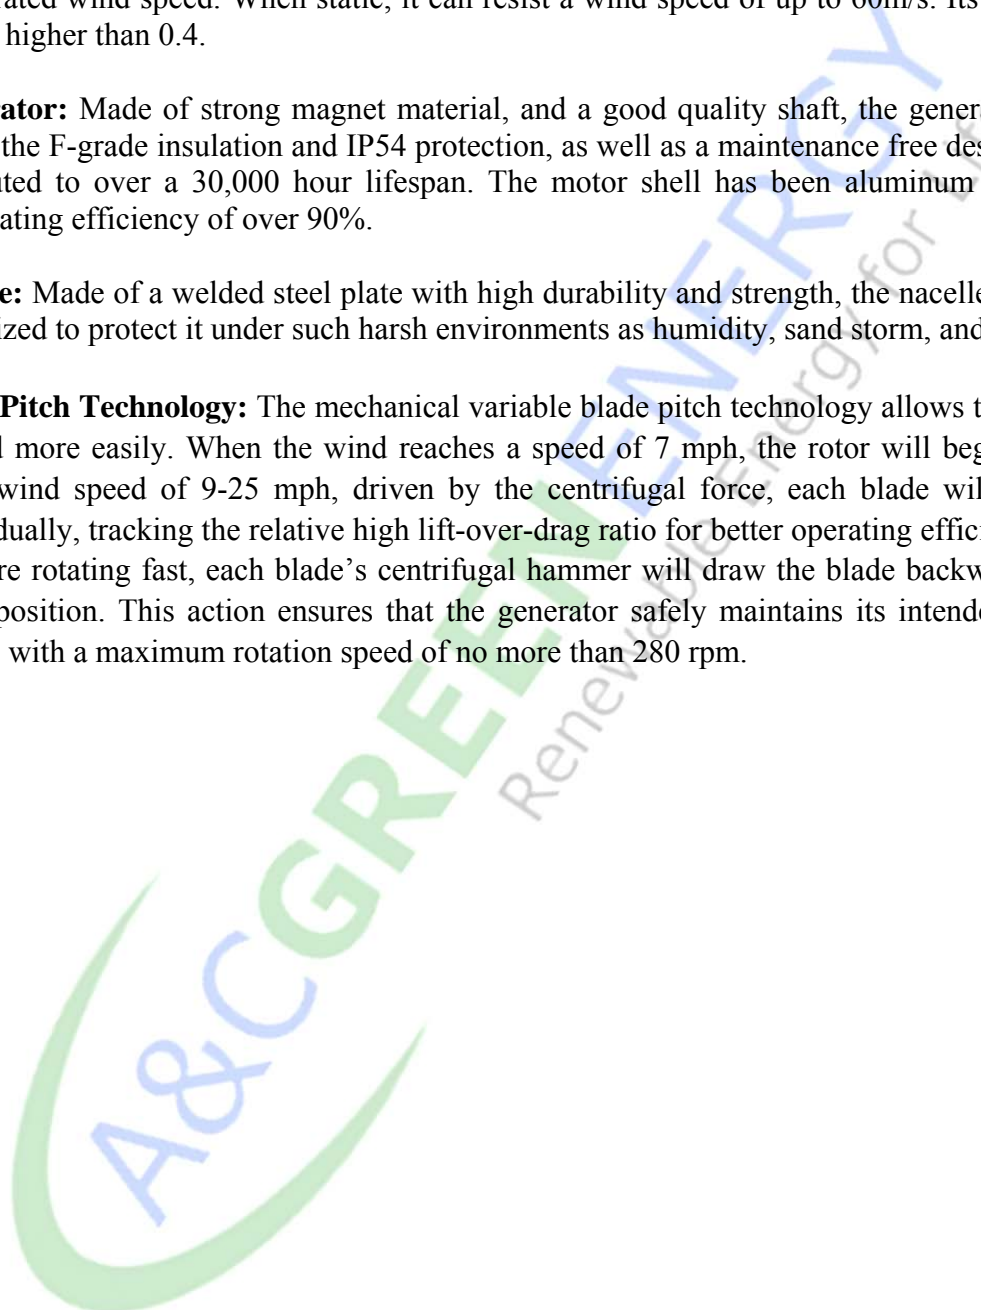 rated wind speed. When static, it can resist a wind speed of up to 60m/s. Its
higher than 0.4.
rator: Made of strong magnet material, and a good quality shaft, the genera
the F-grade insulation and IP54 protection, as well as a maintenance free des
uted to over a 30,000 hour lifespan. The motor shell has been aluminum
ating efficiency of over 90%.
e: Made of a welded steel plate with high durability and strength, the nacelle
ized to protect it under such harsh environments as humidity, sand storm, and
Pitch Technology: The mechanical variable blade pitch technology allows t
d more easily. When the wind reaches a speed of 7 mph, the rotor will beg
wind speed of 9-25 mph, driven by the centrifugal force, each blade wil
dually, tracking the relative high lift-over-drag ratio for better operating effici
re rotating fast, each blade’s centrifugal hammer will draw the blade backw
position. This action ensures that the generator safely maintains its intende
with a maximum rotation speed of no more than 280 rpm.
A&CGREENENERGY
Renewable Energy for Lif